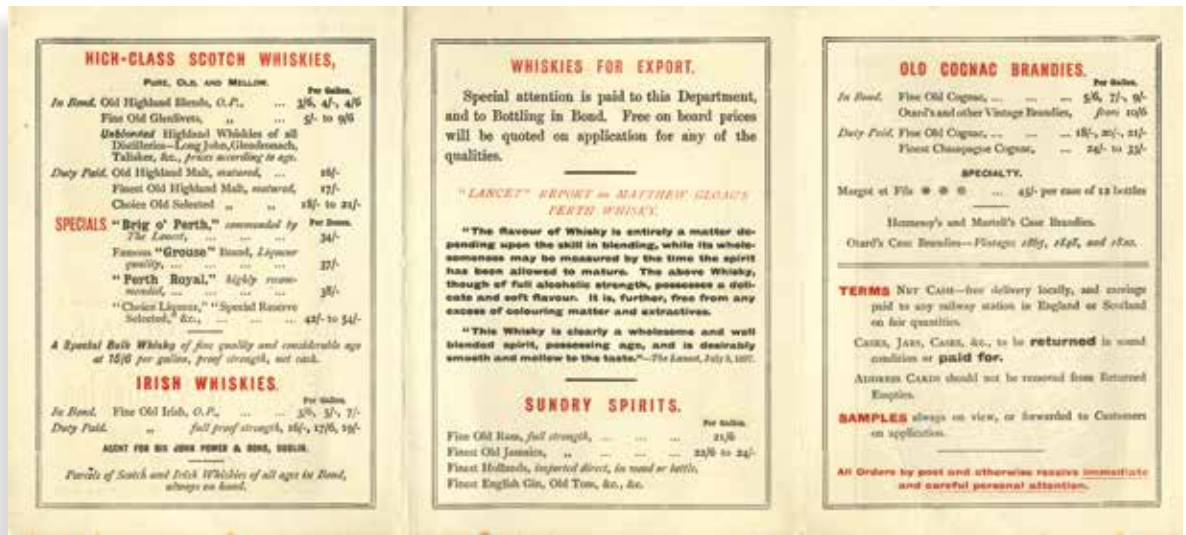 HIGH-CLASS SCOTCH WHISKIES,
PURE, OLD, AND MELLOW.
Per Gallon.
In Bond. Old Highland Blends, O.P., ... 3/6, 4/-, 4/6
Fine Old Glenlivets, „ ... 5/- to 9/6
Unblended Highland Whiskies of all
Distilleries—Long John, Glendronach,
Talisker, &c., prices according to age.
Duty Paid. Old Highland Malt, matured, ... 16/-
Finest Old Highland Malt, matured, 17/-
Choice Old Selected „ „ 18/- to 21/-
SPECIALS "Brig o' Perth," commended by Per Dozen.
The Lancet, ... ... ... 34/-
Famous "Grouse" Brand, Liqueur
quality, ... ... ... ... 37/-
"Perth Royal," highly recom-
mended, ... ... ... ... 38/-
"Choice Liqueur," "Special Reserve
Selected," &c., ... ... ... 42/- to 54/-
A Special Bulk Whisky of fine quality and considerable age
at 15/6 per gallon, proof strength, net cash.
IRISH WHISKIES.
Per Gallon.
In Bond. Fine Old Irish, O.P., ... ... 3/6, 5/-, 7/-
Duty Paid. „ full proof strength, 16/-, 17/6, 19/-
AGENT FOR SIR JOHN POWER & SONS, DUBLIN.
Parcels of Scotch and Irish Whiskies of all ages in Bond,
always on hand.
WHISKIES FOR EXPORT.
Special attention is paid to this Department,
and to Bottling in Bond. Free on board prices
will be quoted on application for any of the
qualities.
"LANCET" REPORT on MATTHEW GLOAG'S
PERTH WHISKY.
"The flavour of Whisky is entirely a matter de-
pending upon the skill in blending, while its whole-
someness may be measured by the time the spirit
has been allowed to mature. The above Whisky,
though of full alcoholic strength, possesses a deli-
cate and soft flavour. It is, further, free from any
excess of colouring matter and extractives.
"This Whisky is clearly a wholesome and well
blended spirit, possessing age, and is desirably
smooth and mellow to the taste."—The Lancet, July 3, 1897.
SUNDRY SPIRITS.
Per Gallon.
Fine Old Rum, full strength, ... ... ... 21/6
Finest Old Jamaica, „ ... ... ... 22/6 to 24/-
Finest Hollands, imported direct, in wood or bottle.
Finest English Gin, Old Tom, &c., &c.
OLD COGNAC BRANDIES.
Per Gallon.
In Bond. Fine Old Cognac, ... ... ... 5/6, 7/-, 9/-
Otard's and other Vintage Brandies, from 10/6
Duty Paid. Fine Old Cognac, ... ... ... 18/-, 20/-, 21/-
Finest Champagne Cognac, ... 24/- to 33/-
SPECIALTY.
Margot et Fils ✽ ✽ ✽ ... 45/- per case of 12 bottles
Hennessy's and Martell's Case Brandies.
Otard's Case Brandies—Vintages 1865, 1848, and
TERMS NET CASH—free delivery locally, and carriage
paid to any railway station in England or Scotland
on fair quantities.
CASKS, JARS, CASES, &c., to be returned in sound
condition or paid for.
ADDRESS CARDS should not be removed from Returned
Empties.
SAMPLES always on view, or forwarded to Customers
on application.
All Orders by post and otherwise receive immediate
and careful personal attention.